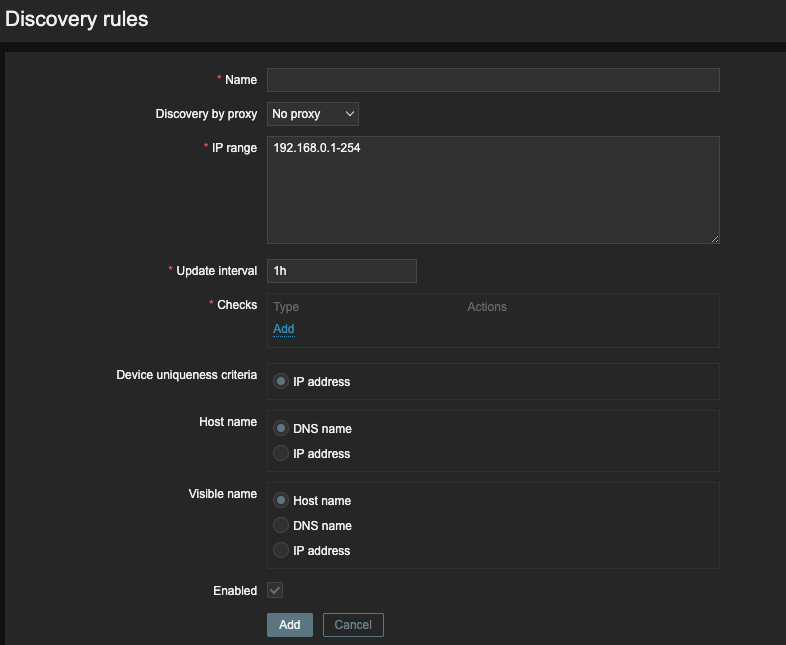 Discovery rules
* Name
Discovery by proxy No proxy
* IP range 192.168.0.1-254
* Update interval 1h
* Checks Type Actions
Add
Device uniqueness criteria IP address
Host name DNS name
IP address
Visible name Host name
DNS name
IP address
Enabled
Add Cancel